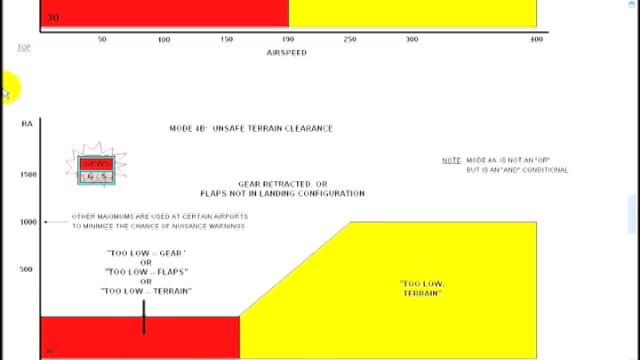 30
50 100 150 190 250 300 400
TOP
AIRSPEED
RA
MODE 4B: UNSAFE TERRAIN CLEARANCE
GPWS
G/S
NOTE MODE 4A IS NOT AN "OR"
BUT IS AN "AND" CONDITIONAL
1500
GEAR RETRACTED, OR
FLAPS NOT IN LANDING CONFIGURATION
OTHER MAXIMUMS ARE USED AT CERTAIN AIRPORTS
TO MINIMIZE THE CHANCE OF NUISANCE WARNINGS
1000
"TOO LOW – GEAR"
OR
"TOO LOW – FLAPS"
OR
"TOO LOW – TERRAIN"
500
"TOO LOW,
TERRAIN"
30